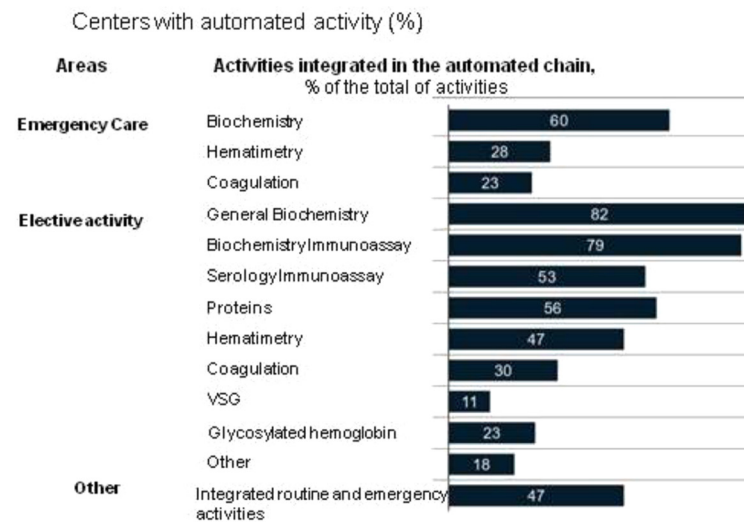 Centers with automated activity (%)
Areas Activities integrated in the automated chain,
% of the total of activities
Emergency Care Biochemistry 60
Hematimetry 28
Coagulation 23
Elective activity General Biochemistry 82
Biochemistry Immunoassay 79
Serology Immunoassay 53
Proteins 56
Hematimetry 47
Coagulation 30
VSG 11
Glycosylated hemoglobin 23
Other 18
Other Integrated routine and emergency 47
activities